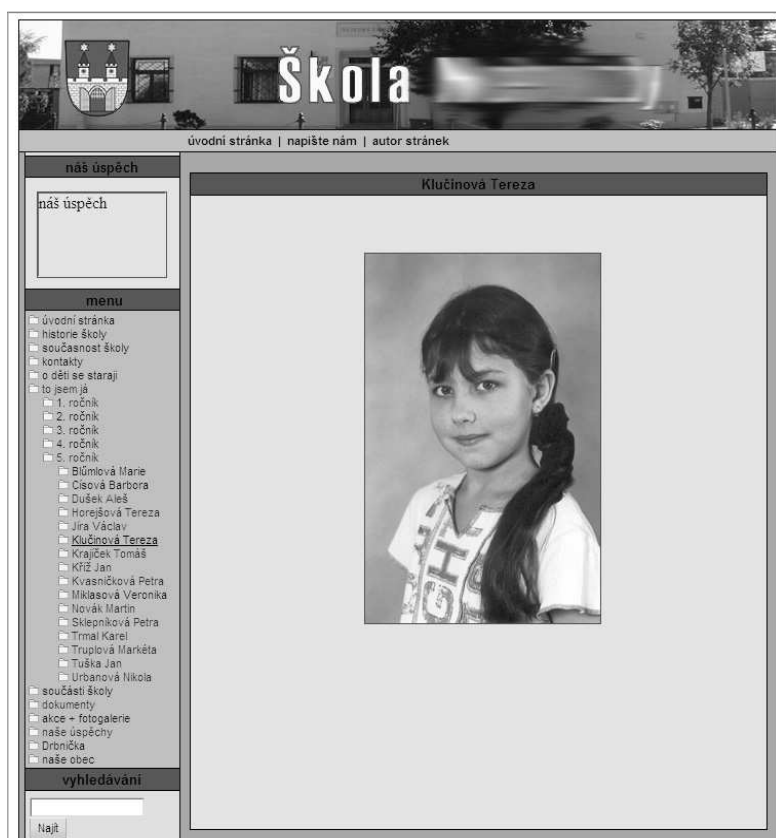 Škola
úvodní stránka | napište nám | autor stránek
náš úspěch
náš úspěch
menu
úvodní stránka
historie školy
současnost školy
kontakty
o děti se starají
to jsem já
1. ročník
2. ročník
3. ročník
4. ročník
5. ročník
Blűmlová Marie
Císová Barbora
Dušek Aleš
Horejšová Tereza
Jíra Václav
Klučinová Tereza
Krajíček Tomáš
Kříž Jan
Kvasničková Petra
Miklasová Veronika
Novák Martin
Sklepníková Petra
Trmal Karel
Truplová Markéta
Tuška Jan
Urbanová Nikola
součásti školy
dokumenty
akce + fotogalerie
naše úspěchy
Drbnička
naše obec
vyhledávání
Najít
Klučinová Tereza